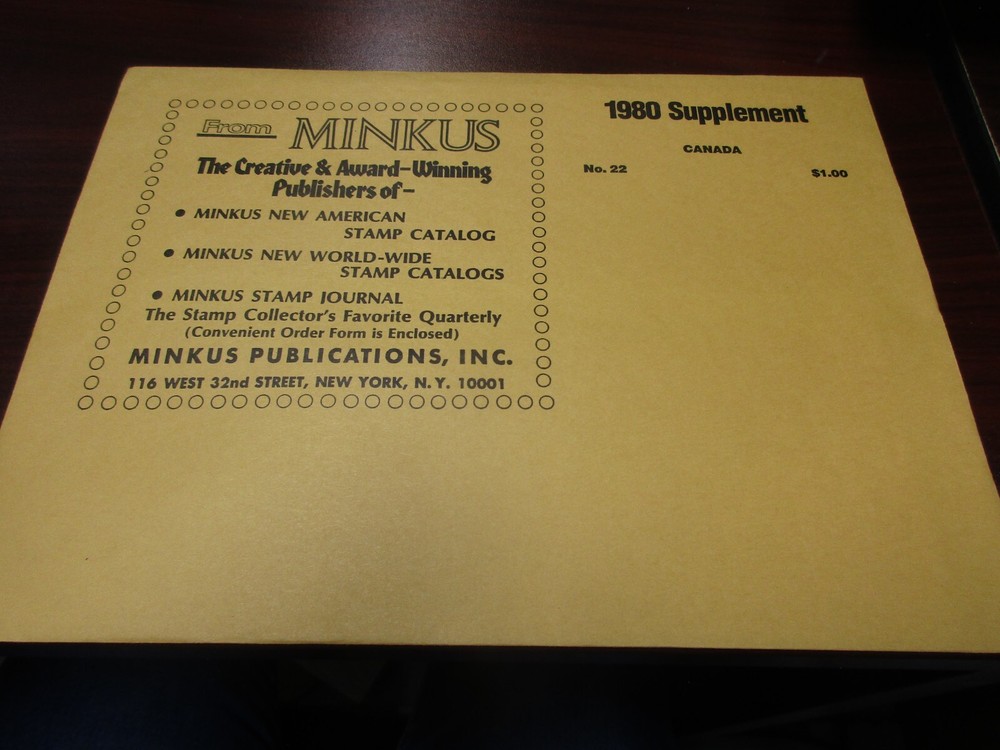 From MINKUS
The Creative & Award-Winning
Publishers of-
• MINKUS NEW AMERICAN
STAMP CATALOG
• MINKUS NEW WORLD-WIDE
STAMP CATALOGS
• MINKUS STAMP JOURNAL
The Stamp Collector's Favorite Quarterly
(Convenient Order Form is Enclosed)
MINKUS PUBLICATIONS, INC.
116 WEST 32nd STREET, NEW YORK, N.Y. 10001
1980 Supplement
CANADA
No. 22 $1.00